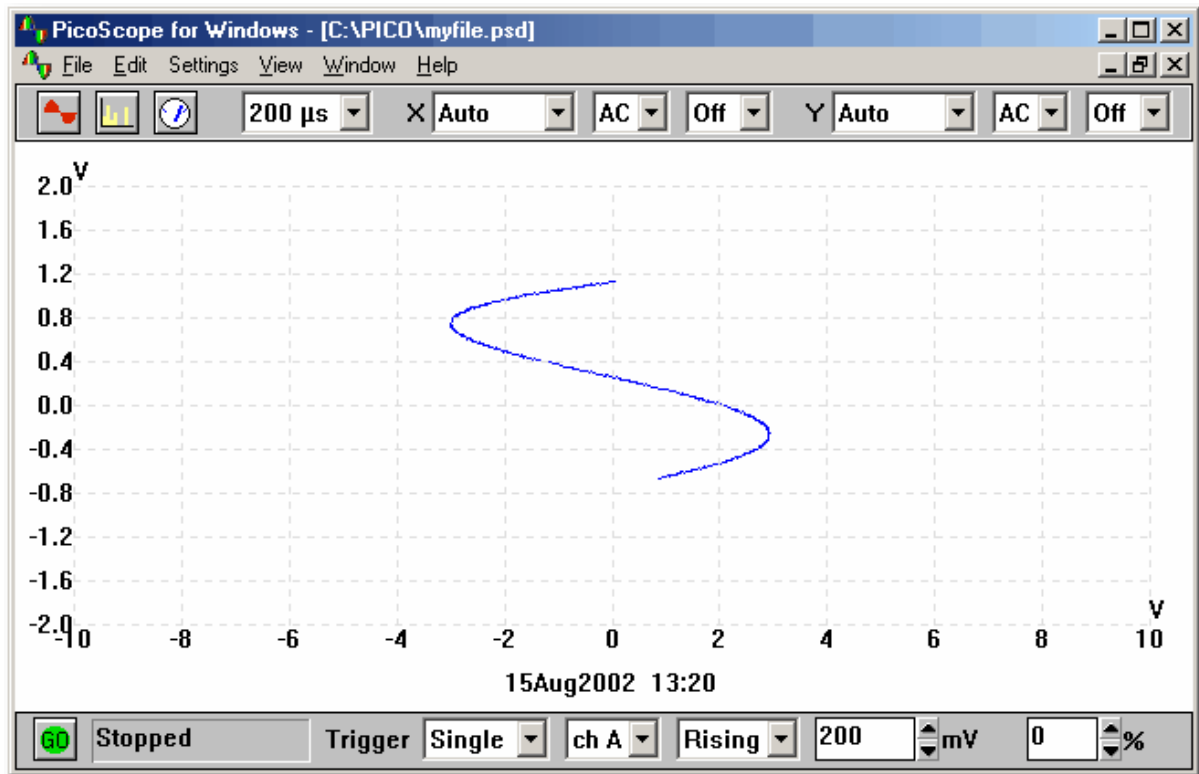 PicoScope for Windows - [C:\PICO\myfile.psd]
File Edit Settings View Window Help
200 µs X Auto AC Off Y Auto AC Off
V
2.0
1.6
1.2
0.8
0.4
0.0
-0.4
-0.8
-1.2
-1.6
-2.0
V
-10 -8 -6 -4 -2 0 2 4 6 8 10
15Aug2002 13:20
GO Stopped Trigger Single ch A Rising 200 mV 0 %